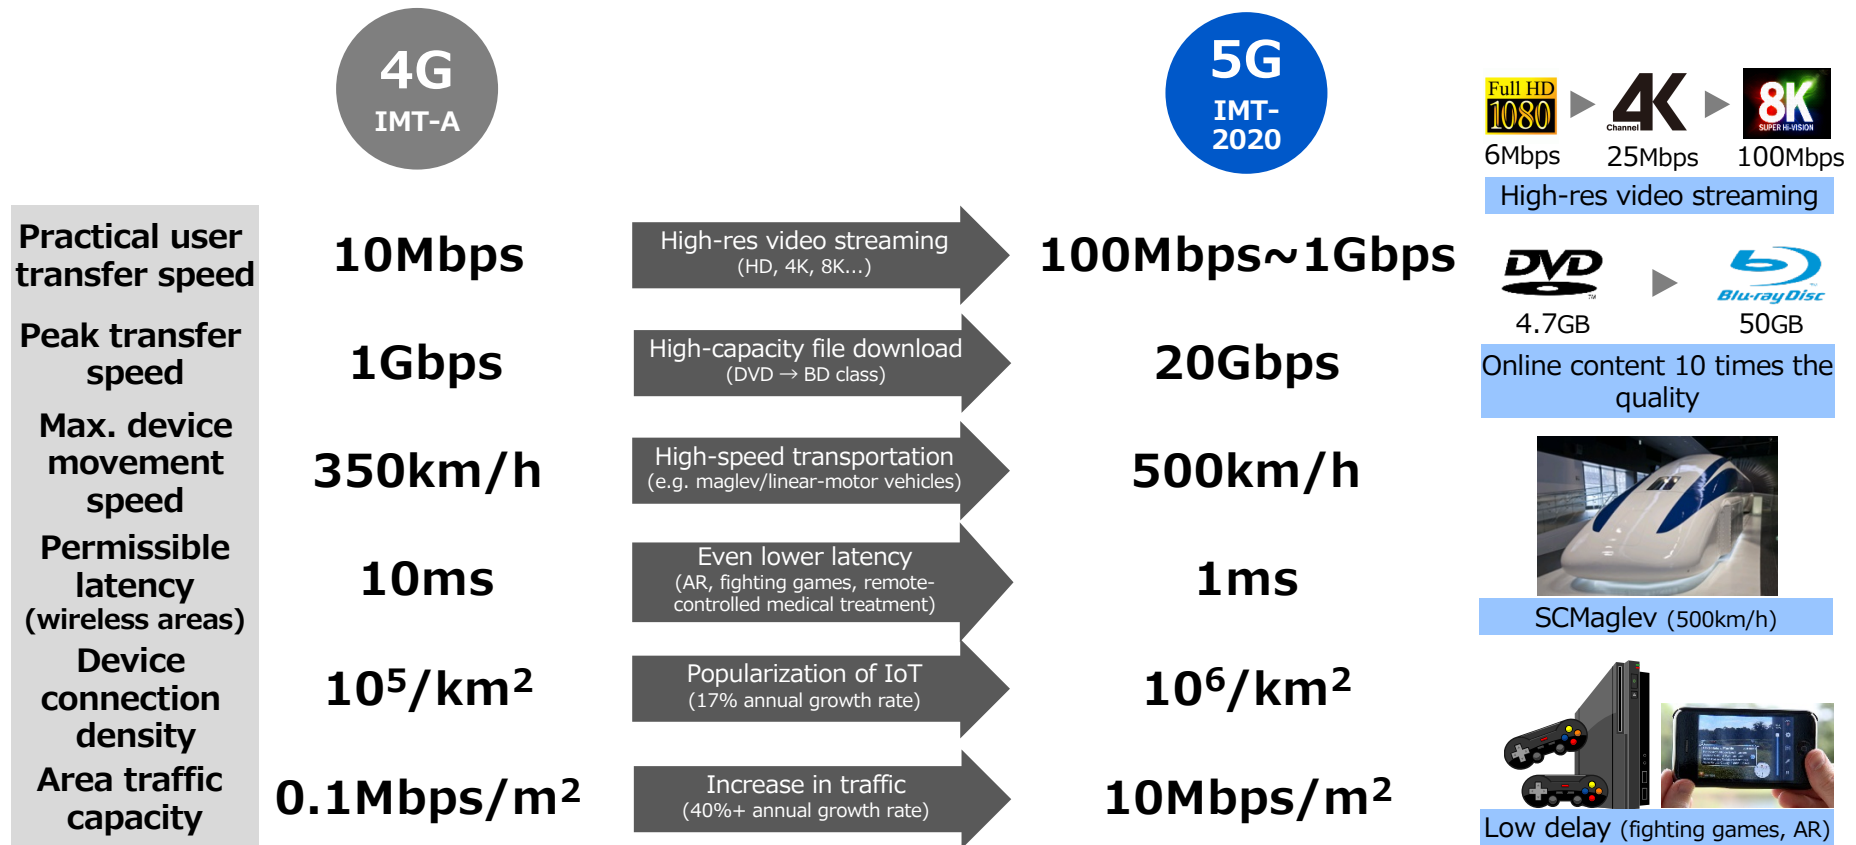 4G
IMT-A
5G
IMT-
2020
Full HD
1080
4K
Channel
8K
SUPER Hi-VISION
6Mbps
25Mbps
100Mbps
High-res video streaming
Practical user
transfer speed
10Mbps
High-res video streaming
(HD, 4K, 8K...)
100Mbps~1Gbps
DVD
TM
Blu-ray Disc
4.7GB
50GB
Online content 10 times the
quality
Peak transfer
speed
1Gbps
High-capacity file download
(DVD → BD class)
20Gbps
Max. device
movement
speed
350km/h
High-speed transportation
(e.g. maglev/linear-motor vehicles)
500km/h
SCMaglev (500km/h)
Permissible
latency
(wireless areas)
10ms
Even lower latency
(AR, fighting games, remote-
controlled medical treatment)
1ms
Device
connection
density
10⁵/km²
Popularization of IoT
(17% annual growth rate)
10⁶/km²
Area traffic
capacity
0.1Mbps/m²
Increase in traffic
(40%+ annual growth rate)
10Mbps/m²
Low delay (fighting games, AR)